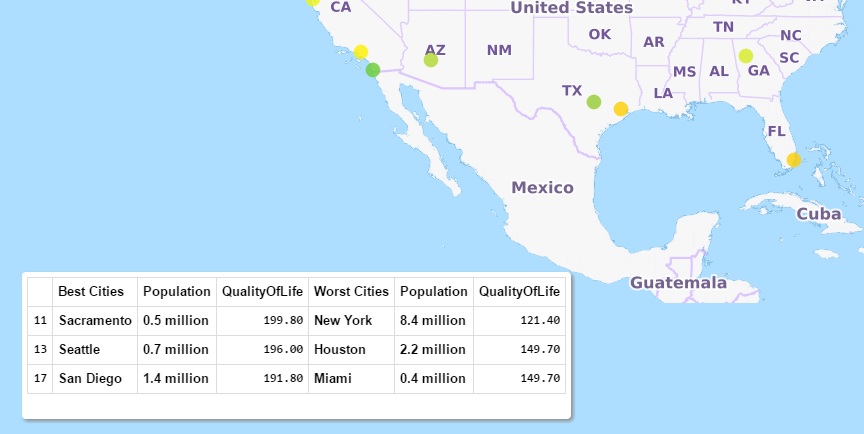 United States
CA
TN
NC
OK
AR
AZ
NM
SC
MS
AL
GA
TX
LA
FL
Mexico
Cuba
Guatemala
Best Cities Population QualityOfLife Worst Cities Population QualityOfLife
11 Sacramento 0.5 million 199.80 New York 8.4 million 121.40
13 Seattle 0.7 million 196.00 Houston 2.2 million 149.70
17 San Diego 1.4 million 191.80 Miami 0.4 million 149.70